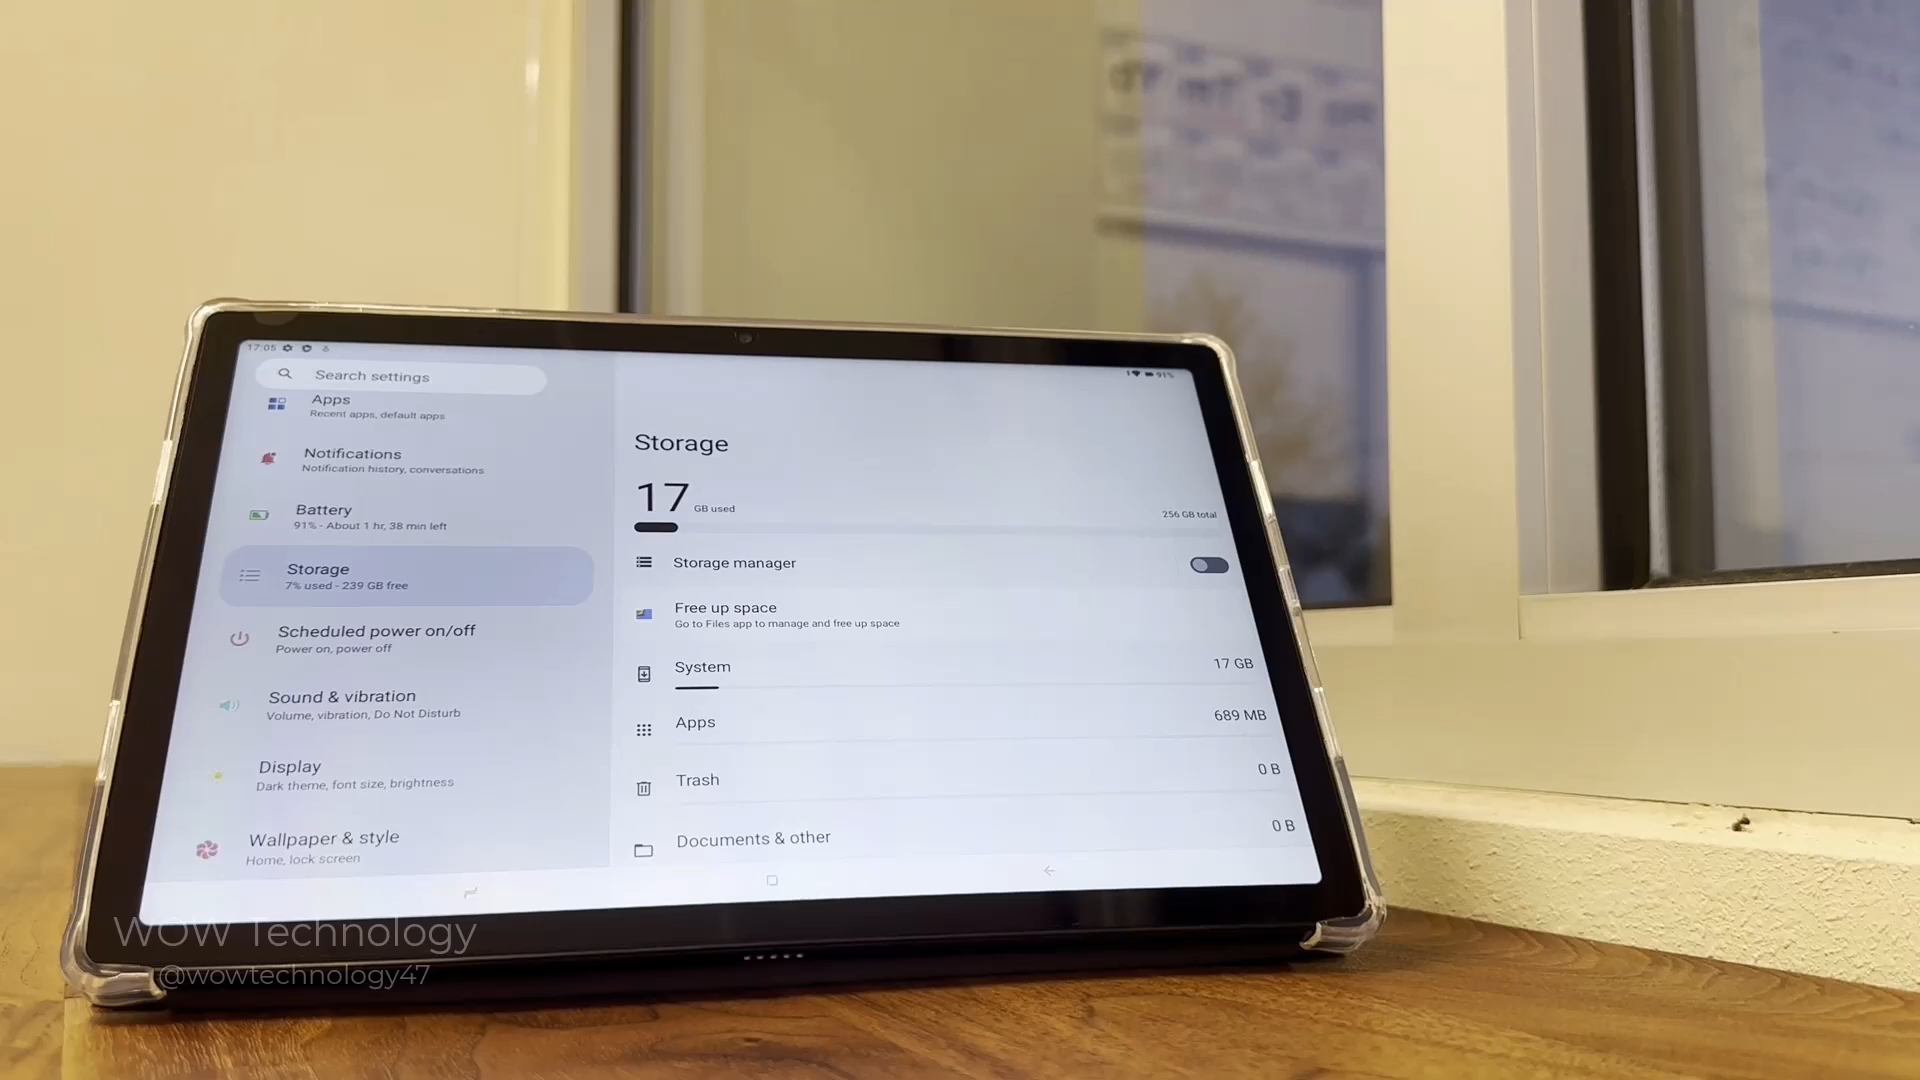 17:05
91%
Search settings
Apps
Recent apps, default apps
Notifications
Notification history, conversations
Battery
91% - About 1 hr, 38 min left
Storage
7% used - 239 GB free
Scheduled power on/off
Power on, power off
Sound & vibration
Volume, vibration, Do Not Disturb
Display
Dark theme, font size, brightness
Wallpaper & style
Home, lock screen
Storage
17 GB used
256 GB total
Storage manager
Free up space
Go to Files app to manage and free up space
System
17 GB
Apps
689 MB
Trash
0 B
Documents & other
0 B
WOW Technology
@wowtechnology47